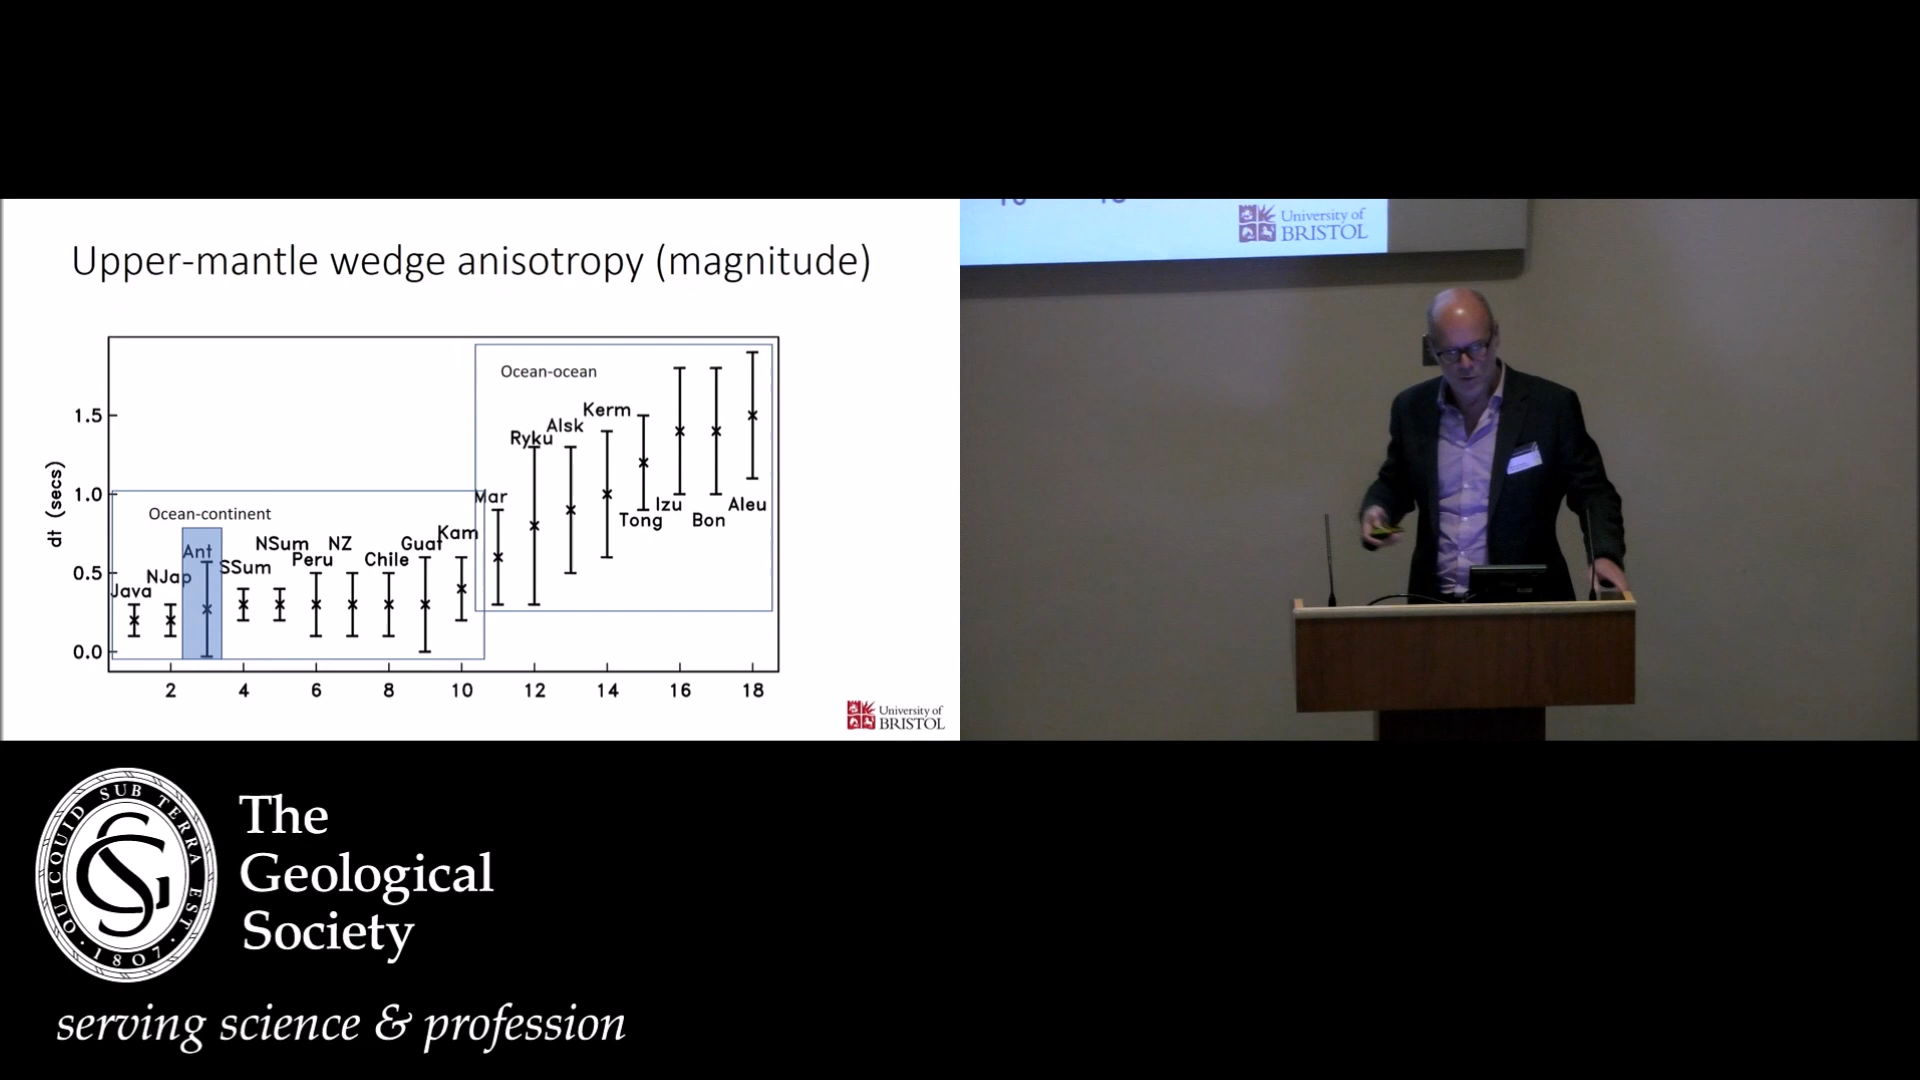 Upper-mantle wedge anisotropy (magnitude)
dt (secs)
1.5
1.0
0.5
0.0
2 4 6 8 10 12 14 16 18
Ocean-continent
Ocean-ocean
Java
NJap
Ant
SSum
NSum
Peru
NZ
Chile
Guat
Kam
Mar
Ryku
Alsk
Kerm
Tong
Izu
Bon
Aleu
University of
BRISTOL
University of
BRISTOL
QUICQUID SUB TERRA EST
1807
The
Geological
Society
serving science & profession